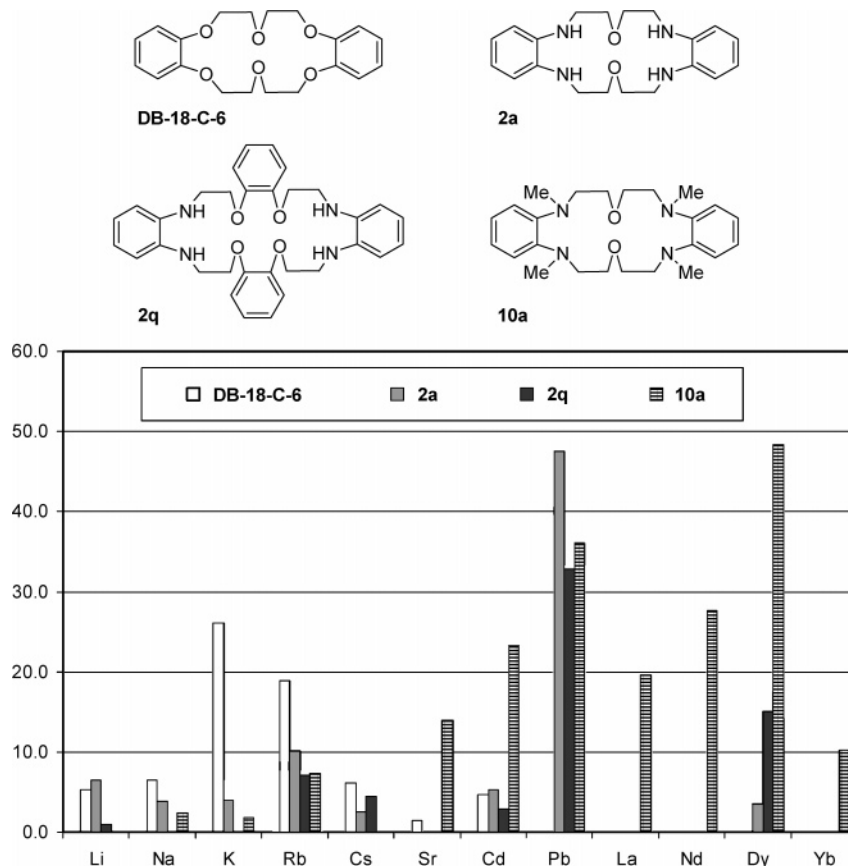 O O O
O O O
DB-18-C-6
NH O HN
NH O HN
2a
NH O O HN
NH O O HN
2q
Me N O N Me
N O N
Me Me
10a
60.0
DB-18-C-6 2a 2q 10a
50.0
40.0
30.0
20.0
10.0
0.0
Li Na K Rb Cs Sr Cd Pb La Nd Dy Yb